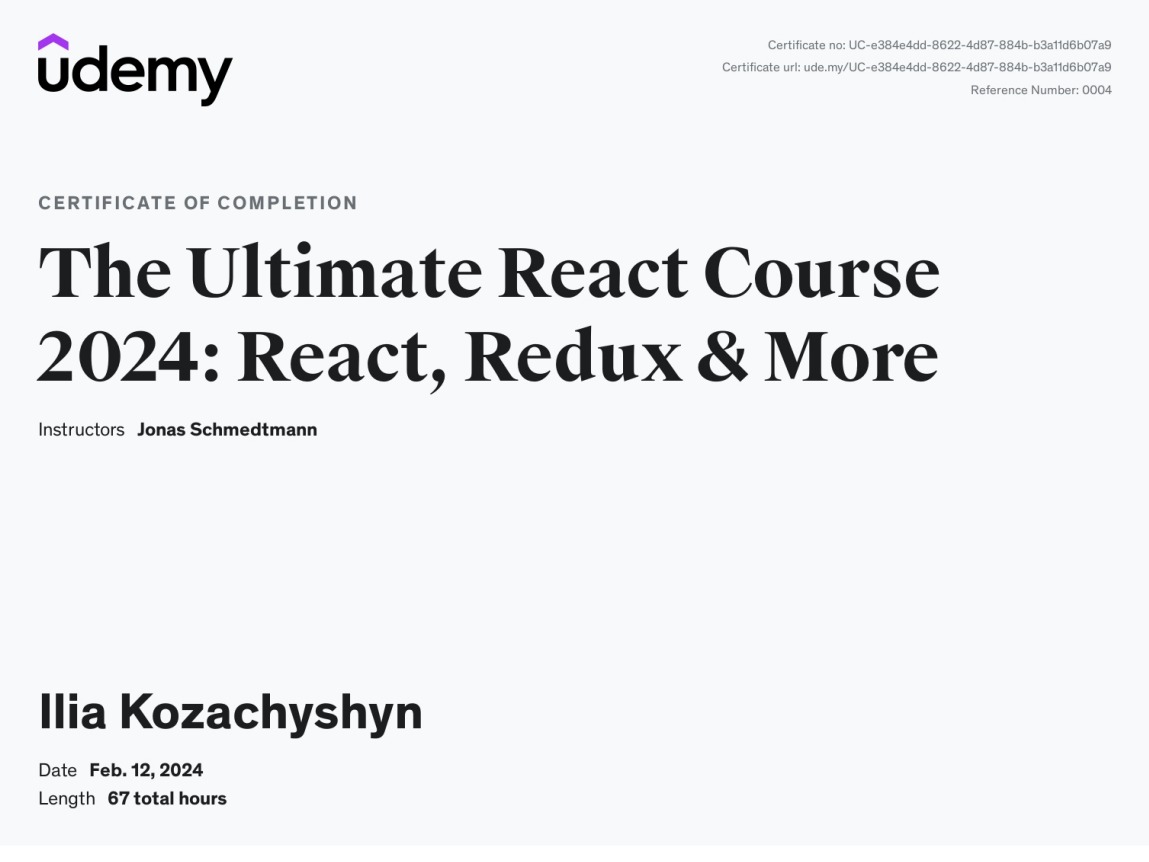 udemy
Certificate no: UC-e384e4dd-8622-4d87-884b-b3a11d6b07a9
Certificate url: ude.my/UC-e384e4dd-8622-4d87-884b-b3a11d6b07a9
Reference Number: 0004
CERTIFICATE OF COMPLETION
The Ultimate React Course
2024: React, Redux & More
Instructors Jonas Schmedtmann
Ilia Kozachyshyn
Date Feb. 12, 2024
Length 67 total hours